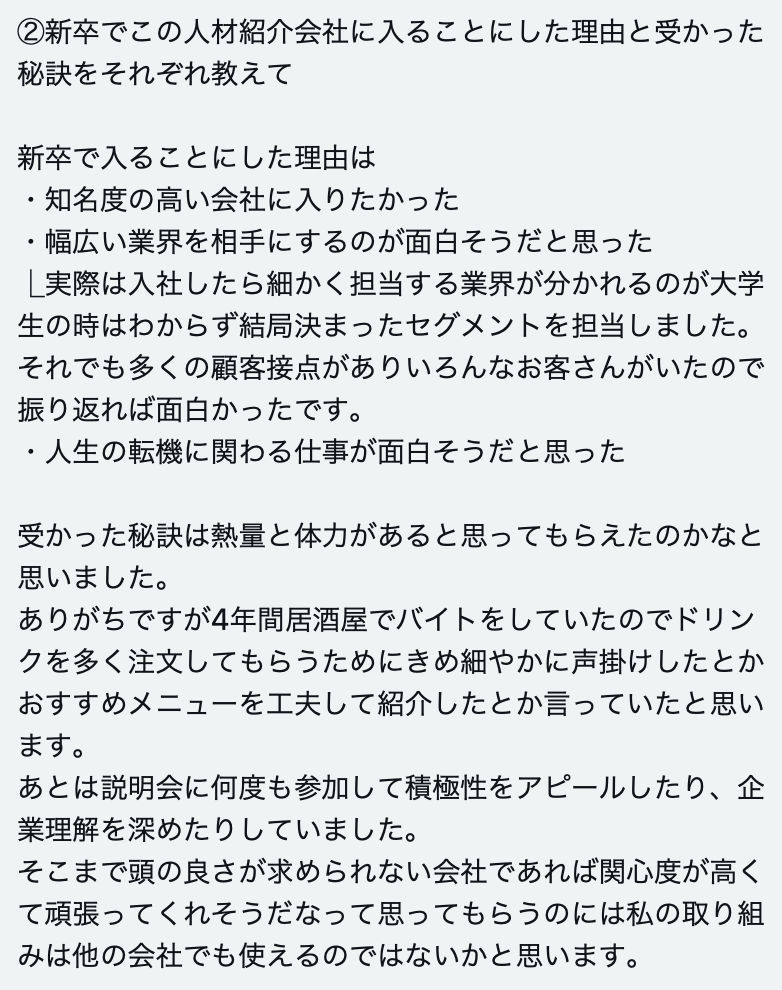 ②新卒でこの人材紹介会社に入ることにした理由と受かった
秘訣をそれぞれ教えて
新卒で入ることにした理由は
・知名度の高い会社に入りたかった
・幅広い業界を相手にするのが面白そうだと思った
⎿実際は入社したら細かく担当する業界が分かれるのが大学
生の時はわからず結局決まったセグメントを担当しました。
それでも多くの顧客接点がありいろんなお客さんがいたので
振り返れば面白かったです。
・人生の転機に関わる仕事が面白そうだと思った
受かった秘訣は熱量と体力があると思ってもらえたのかなと
思いました。
ありがちですが4年間居酒屋でバイトをしていたのでドリン
クを多く注文してもらうためにきめ細やかに声掛けしたとか
おすすめメニューを工夫して紹介したとか言っていたと思い
ます。
あとは説明会に何度も参加して積極性をアピールしたり、企
業理解を深めたりしていました。
そこまで頭の良さが求められない会社であれば関心度が高く
て頑張ってくれそうだなって思ってもらうのには私の取り組
みは他の会社でも使えるのではないかと思います。